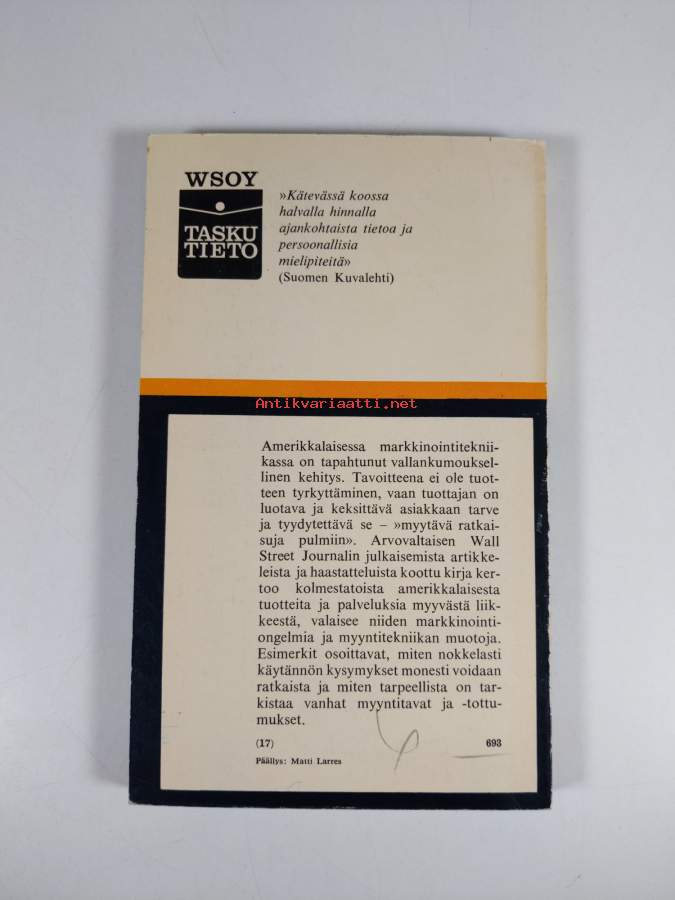 WSOY
TASKU
TIETO
»Kätevässä koossa
halvalla hinnalla
ajankohtaista tietoa ja
persoonallisia
mielipiteitä»
(Suomen Kuvalehti)
Antikvariaatti.net
Amerikkalaisessa markkinointiteknii-
kassa on tapahtunut vallankumouksel-
linen kehitys. Tavoitteena ei ole tuot-
teen tyrkyttäminen, vaan tuottajan on
luotava ja keksittävä asiakkaan tarve
ja tyydytettävä se – »myytävä ratkai-
suja pulmiin». Arvovaltaisen Wall
Street Journalin julkaisemista artikke-
leista ja haastatteluista koottu kirja ker-
too kolmestatoista amerikkalaisesta
tuotteita ja palveluksia myyvästä liik-
keestä, valaisee niiden markkinointi-
ongelmia ja myyntitekniikan muotoja.
Esimerkit osoittavat, miten nokkelasti
käytännön kysymykset monesti voidaan
ratkaista ja miten tarpeellista on tar-
kistaa vanhat myyntitavat ja -tottu-
mukset.
(17) 693
Päällys: Matti Larres